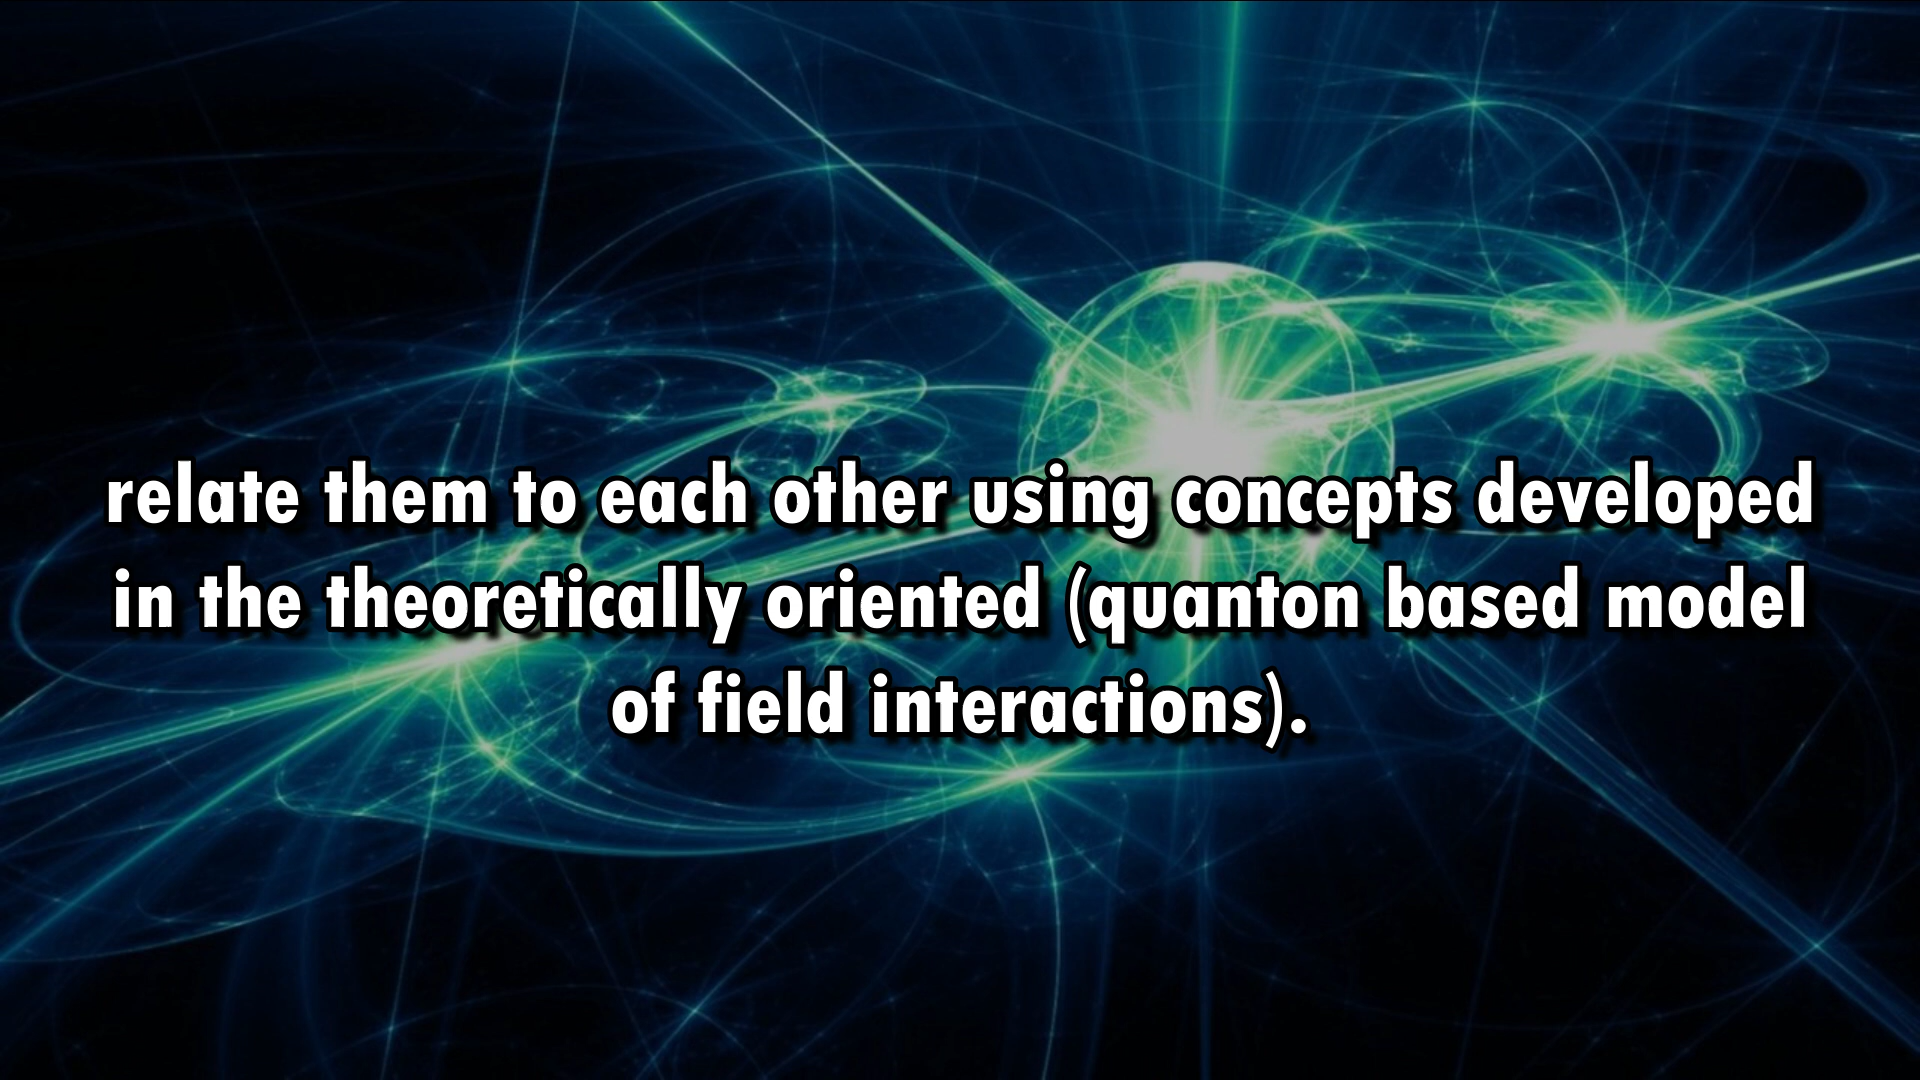 relate them to each other using concepts developed
in the theoretically oriented (quanton based model
of field interactions).